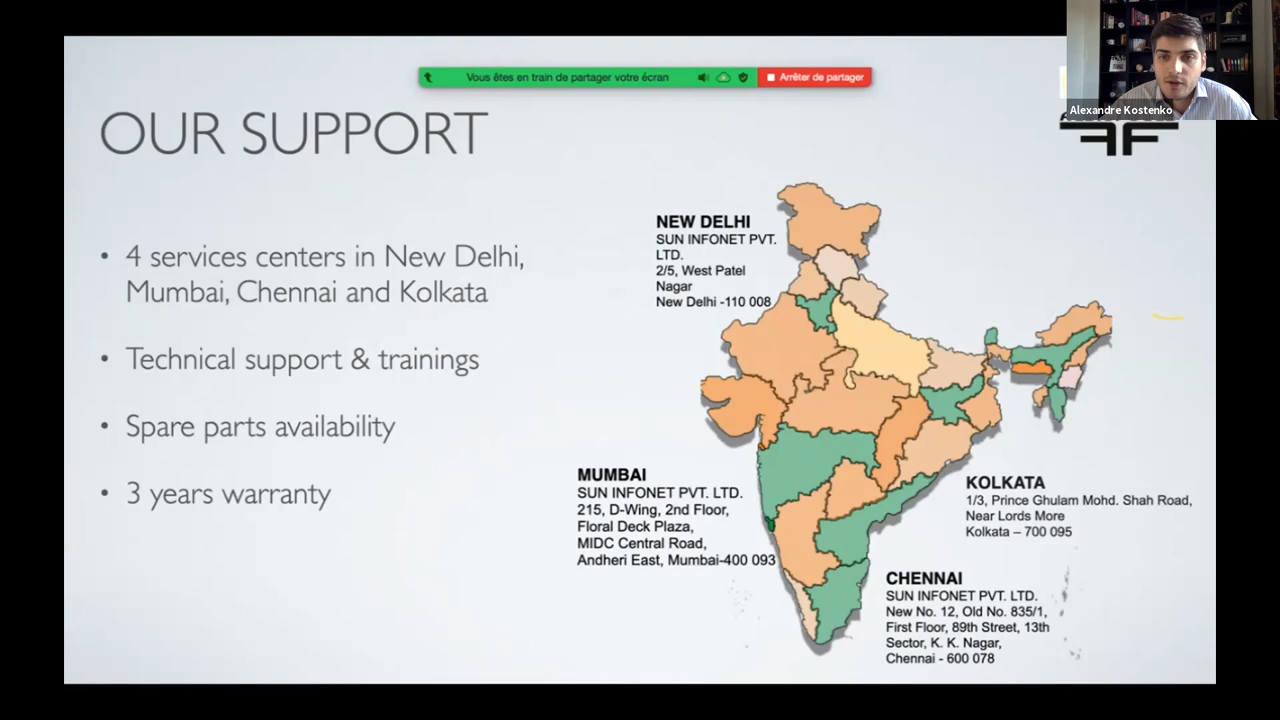 Vous êtes en train de partager votre écran
Arrêter de partager
Alexandre Kostenko
OUR SUPPORT
• 4 services centers in New Delhi,
Mumbai, Chennai and Kolkata
• Technical support & trainings
• Spare parts availability
• 3 years warranty
NEW DELHI
SUN INFONET PVT.
LTD.
2/5, West Patel
Nagar
New Delhi -110 008
MUMBAI
SUN INFONET PVT. LTD.
215, D-Wing, 2nd Floor,
Floral Deck Plaza,
MIDC Central Road,
Andheri East, Mumbai-400 093
KOLKATA
1/3, Prince Ghulam Mohd. Shah Road,
Near Lords More
Kolkata – 700 095
CHENNAI
SUN INFONET PVT. LTD.
New No. 12, Old No. 835/1,
First Floor, 89th Street, 13th
Sector, K. K. Nagar,
Chennai - 600 078